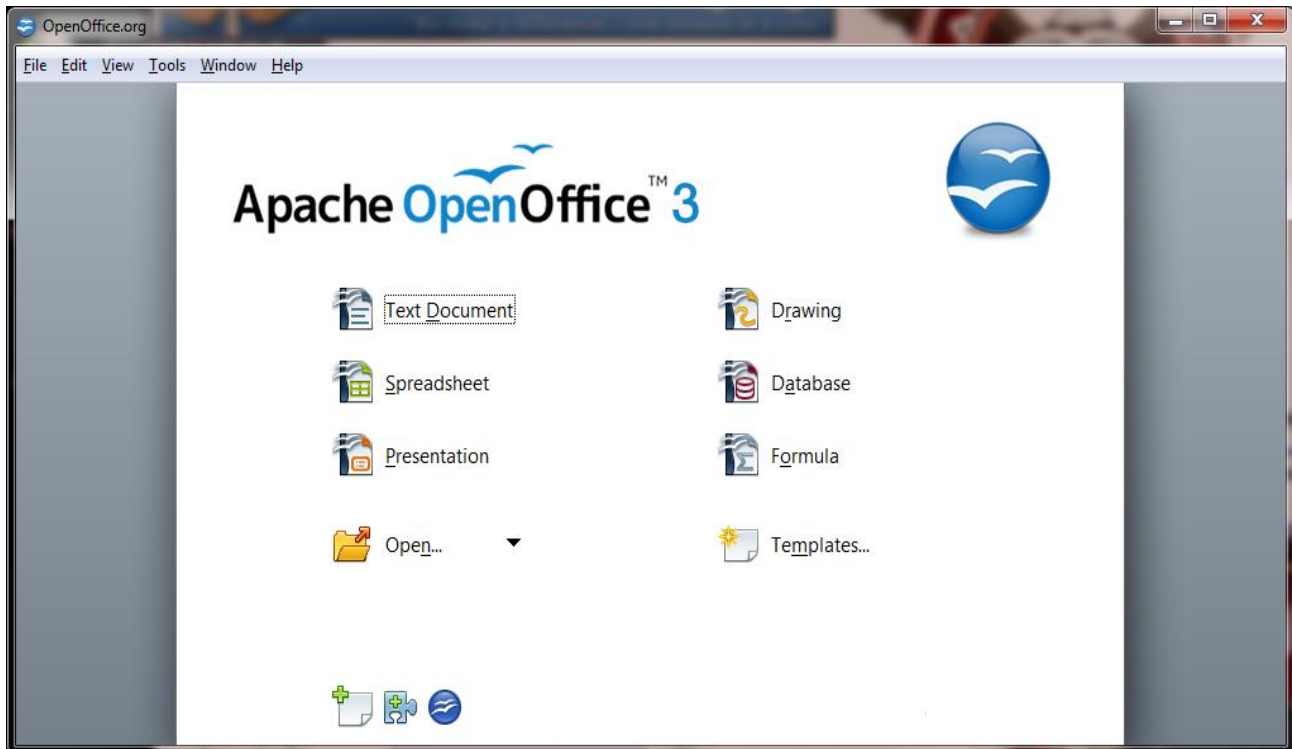 OpenOffice.org
File Edit View Tools Window Help
Apache OpenOffice™ 3
Text Document
Drawing
Spreadsheet
Database
Presentation
Formula
Open...
Templates...